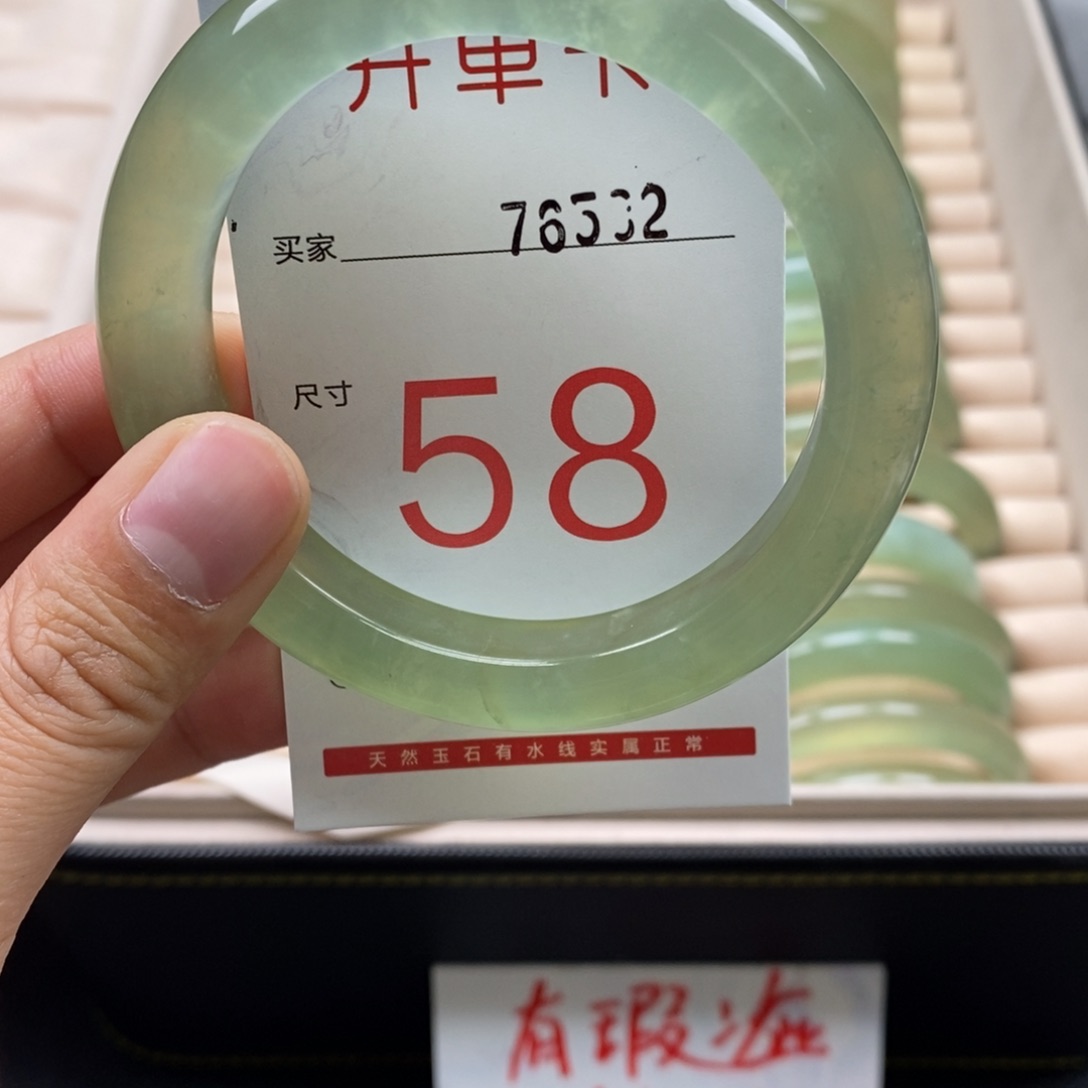 开单卡
买家 76532
尺寸 58
天然玉石有水线实属正常
有瑕疵